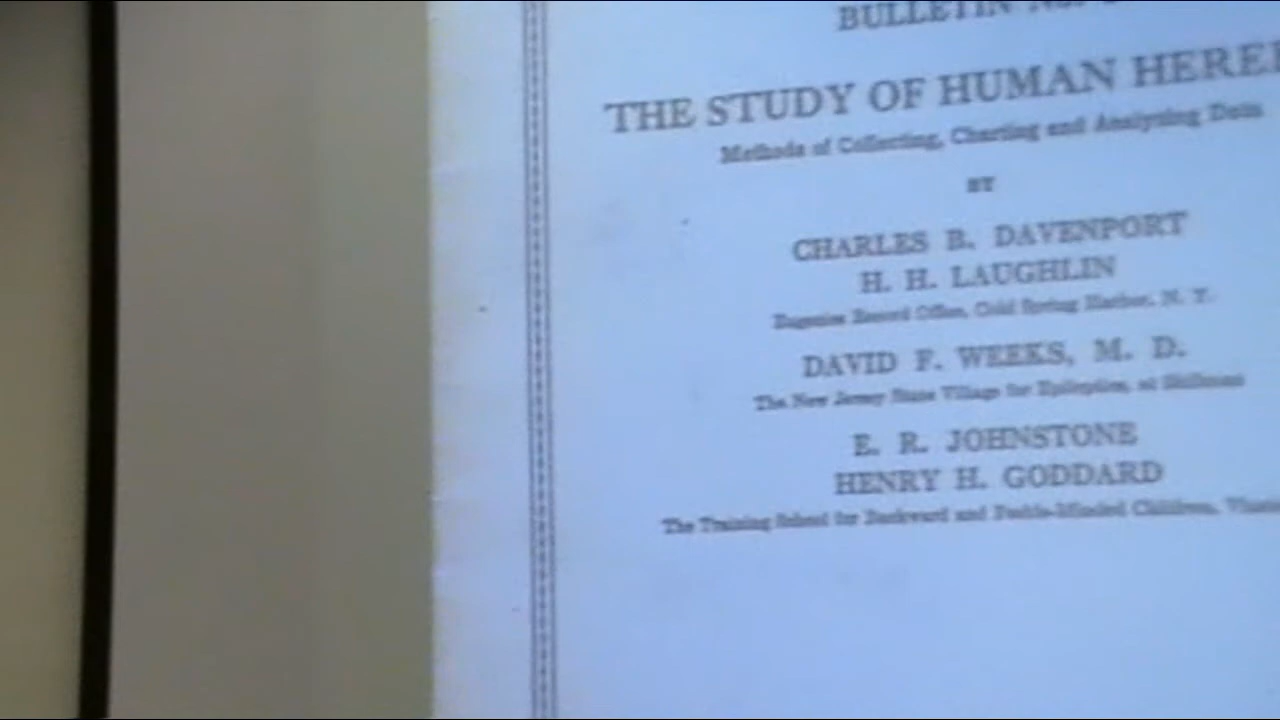 BULLETIN No.
THE STUDY OF HUMAN HERE
Methods of Collecting, Charting and Analyzing Data
BY
CHARLES B. DAVENPORT
H. H. LAUGHLIN
Eugenics Record Office, Cold Spring Harbor, N. Y.
DAVID F. WEEKS, M. D.
The New Jersey State Village for Epileptics, at Skillman
E. R. JOHNSTONE
HENRY H. GODDARD
The Training School for Backward and Feeble-Minded Children,